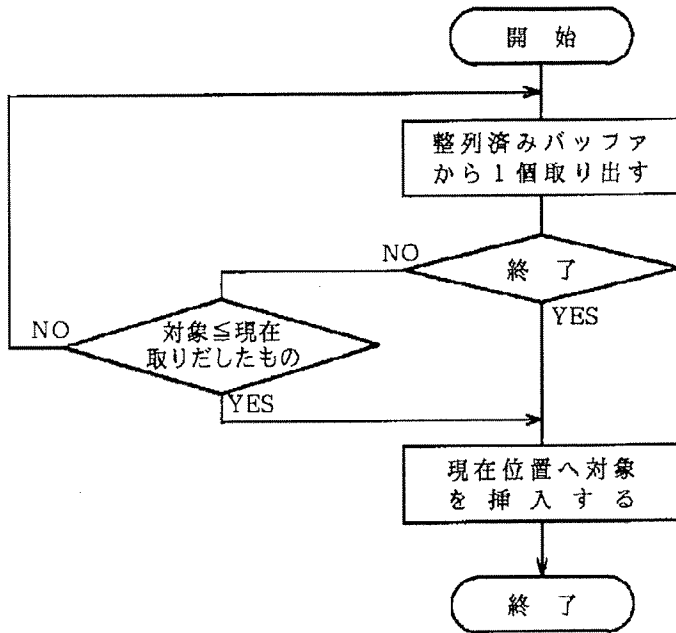 開始
整列済みバッファ
から1個取り出す
NO
終了
YES
NO
対象≦現在
取りだしたもの
YES
現在位置へ対象
を挿入する
終了